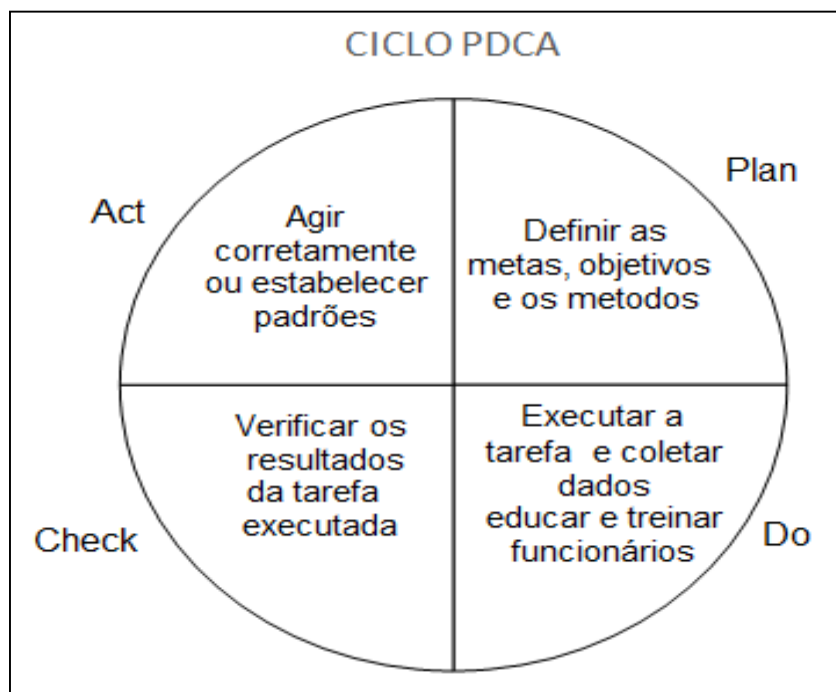 CICLO PDCA
Plan
Definir as
metas, objetivos
e os metodos
Do
Executar a
tarefa e coletar
dados
educar e treinar
funcionários
Check
Verificar os
resultados
da tarefa
executada
Act
Agir
corretamente
ou estabelecer
padrões